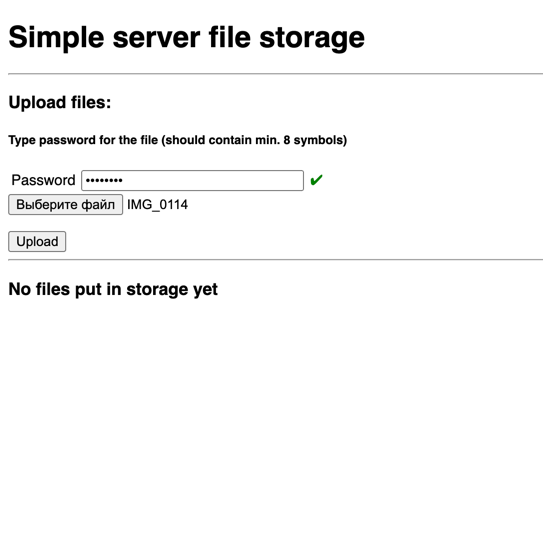 Simple server file storage
Upload files:
Type password for the file (should contain min. 8 symbols)
Password •••••••• ✔
Выберите файл IMG_0114
Upload
No files put in storage yet